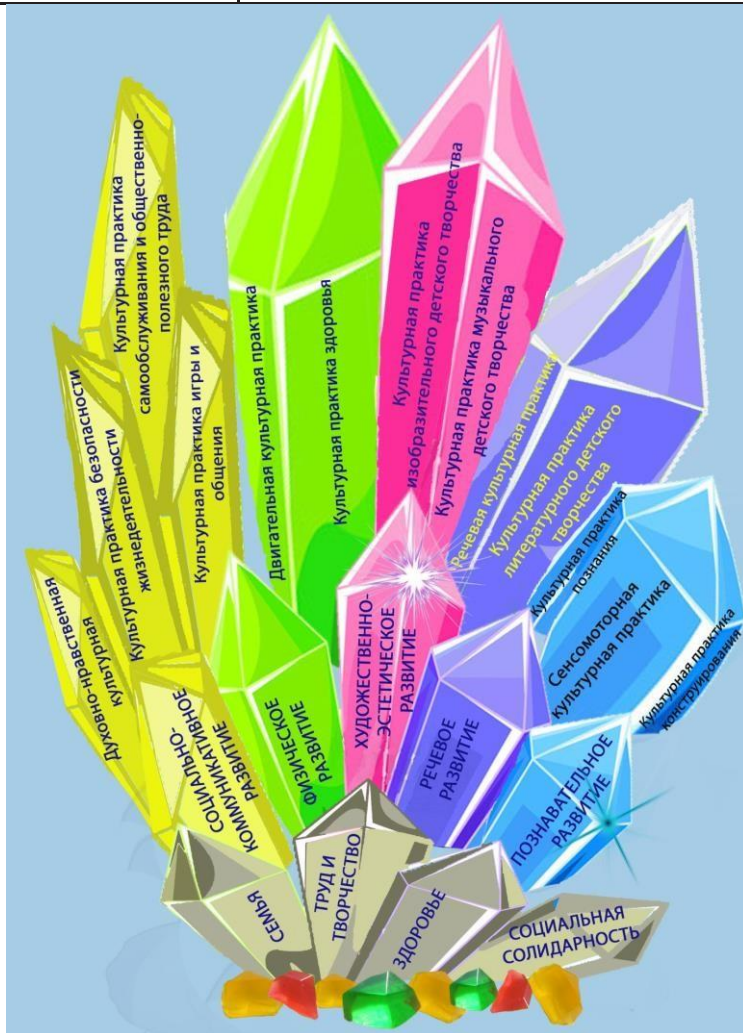 Культурная практика
самообслуживания и общественно-
полезного труда
Культурная практика безопасности
жизнедеятельности
Культурная практика игры и
общения
Духовно-нравственная
культурная
СОЦИАЛЬНО-
КОММУНИКАТИВНОЕ
РАЗВИТИЕ
Двигательная культурная практика
Культурная практика здоровья
ФИЗИЧЕСКОЕ
РАЗВИТИЕ
Культурная практика
изобразительного детского творчества
Культурная практика музыкального
детского творчества
ХУДОЖЕСТВЕННО-
ЭСТЕТИЧЕСКОЕ
РАЗВИТИЕ
Речевая культурная практика
Культурная практика
литературного детского
творчества
РЕЧЕВОЕ
РАЗВИТИЕ
Культурная практика
познания
Сенсомоторная
культурная практика
Культурная практика
конструирования
ПОЗНАВАТЕЛЬНОЕ
РАЗВИТИЕ
СЕМЬЯ
ТРУД И
ТВОРЧЕСТВО
ЗДОРОВЬЕ
СОЦИАЛЬНАЯ
СОЛИДАРНОСТЬ